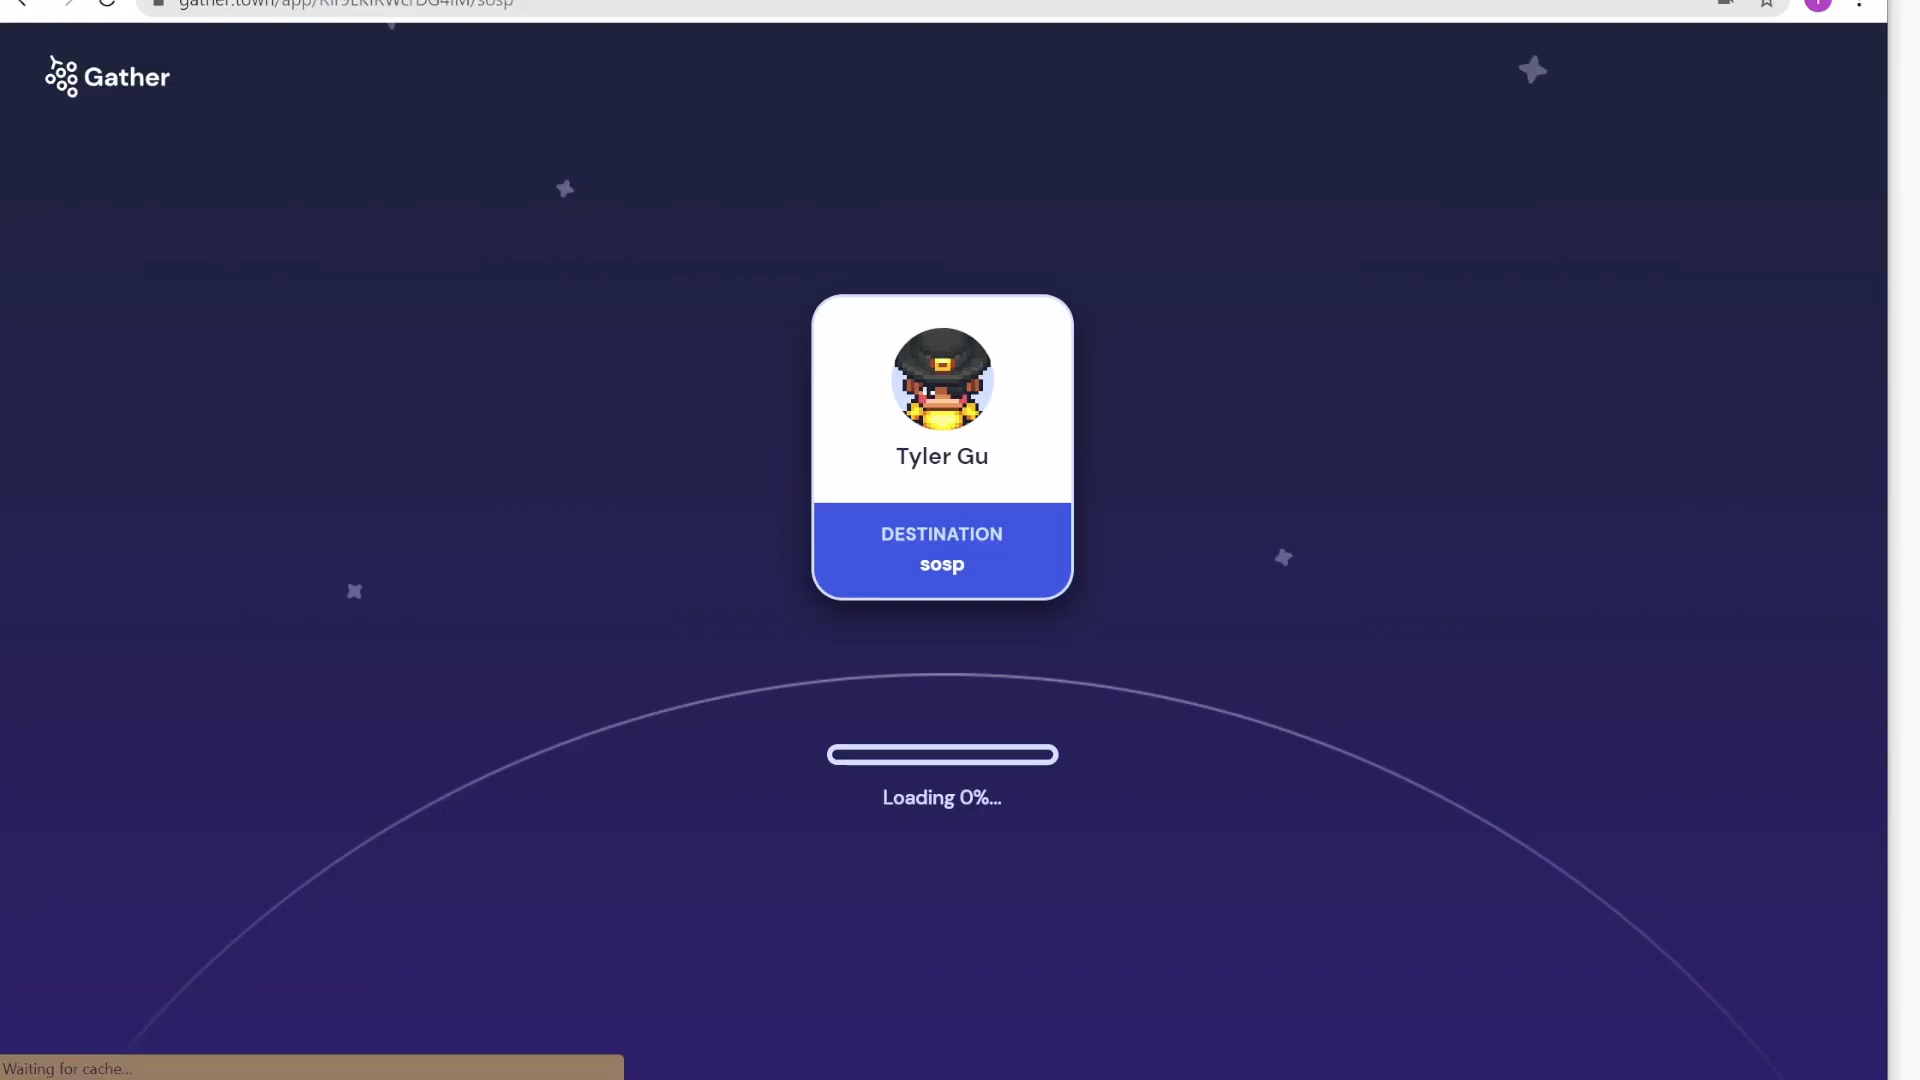 Gather
Tyler Gu
DESTINATION
sosp
Loading 0%...
Waiting for cache...